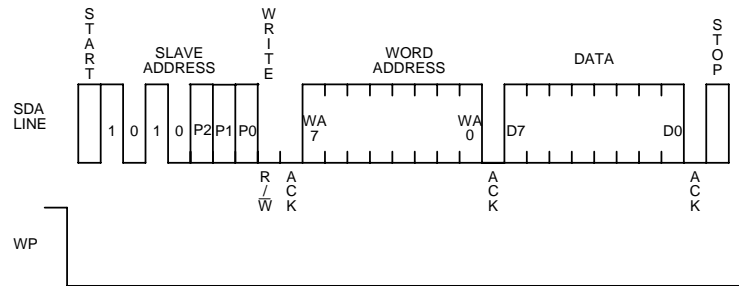 START
WRITE
STOP
SLAVE
ADDRESS
WORD
ADDRESS
DATA
SDA
LINE
1 0 1 0 P2 P1 P0
WA
7
WA
0
D7
D0
R/W̅
ACK
ACK
ACK
WP